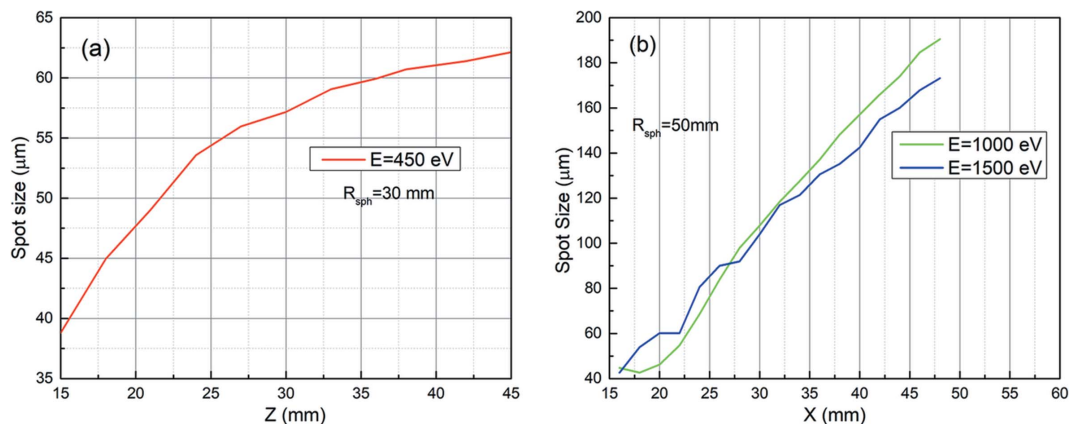 (a)
65
60
55
50
45
40
35
Spot size (μm)
E=450 eV
Rsph=30 mm
15 20 25 30 35 40 45
Z (mm)
(b)
200
180
160
140
120
100
80
60
40
Spot Size (μm)
Rsph=50mm
E=1000 eV
E=1500 eV
15 20 25 30 35 40 45 50 55 60
X (mm)